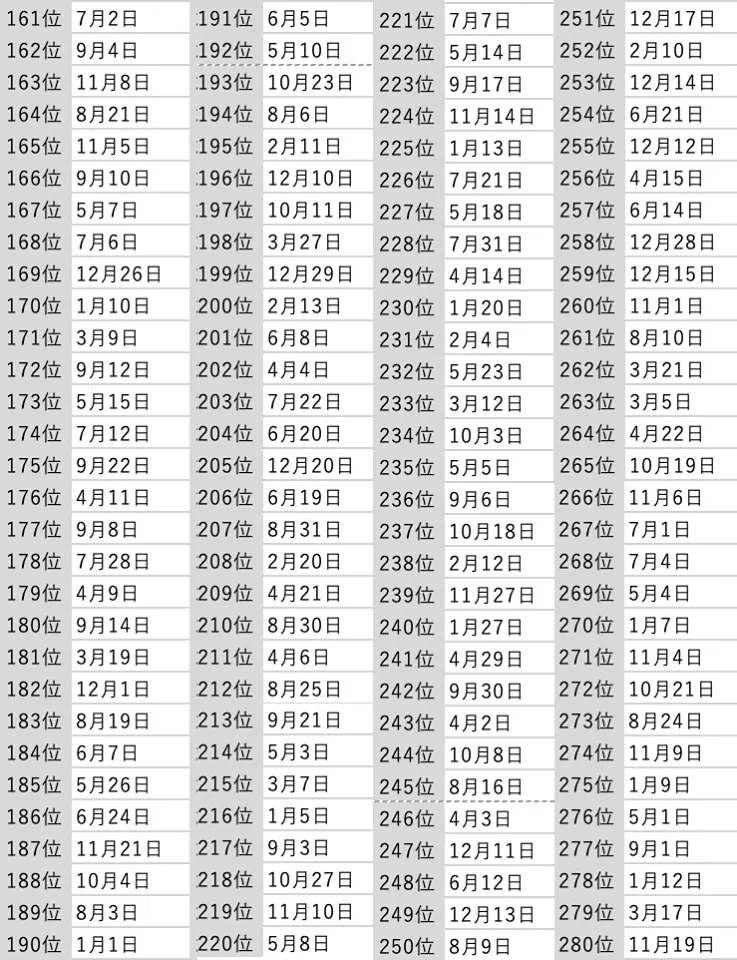 161位 7月2日
162位 9月4日
163位 11月8日
164位 8月21日
165位 11月5日
166位 9月10日
167位 5月7日
168位 7月6日
169位 12月26日
170位 1月10日
171位 3月9日
172位 9月12日
173位 5月15日
174位 7月12日
175位 9月22日
176位 4月11日
177位 9月8日
178位 7月28日
179位 4月9日
180位 9月14日
181位 3月19日
182位 12月1日
183位 8月19日
184位 6月7日
185位 5月26日
186位 6月24日
187位 11月21日
188位 10月4日
189位 8月3日
190位 1月1日
191位 6月5日
192位 5月10日
193位 10月23日
194位 8月6日
195位 2月11日
196位 12月10日
197位 10月11日
198位 3月27日
199位 12月29日
200位 2月13日
201位 6月8日
202位 4月4日
203位 7月22日
204位 6月20日
205位 12月20日
206位 6月19日
207位 8月31日
208位 2月20日
209位 4月21日
210位 8月30日
211位 4月6日
212位 8月25日
213位 9月21日
214位 5月3日
215位 3月7日
216位 1月5日
217位 9月3日
218位 10月27日
219位 11月10日
220位 5月8日
221位 7月7日
222位 5月14日
223位 9月17日
224位 11月14日
225位 1月13日
226位 7月21日
227位 5月18日
228位 7月31日
229位 4月14日
230位 1月20日
231位 2月4日
232位 5月23日
233位 3月12日
234位 10月3日
235位 5月5日
236位 9月6日
237位 10月18日
238位 2月12日
239位 11月27日
240位 1月27日
241位 4月29日
242位 9月30日
243位 4月2日
244位 10月8日
245位 8月16日
246位 4月3日
247位 12月11日
248位 6月12日
249位 12月13日
250位 8月9日
251位 12月17日
252位 2月10日
253位 12月14日
254位 6月21日
255位 12月12日
256位 4月15日
257位 6月14日
258位 12月28日
259位 12月15日
260位 11月1日
261位 8月10日
262位 3月21日
263位 3月5日
264位 4月22日
265位 10月19日
266位 11月6日
267位 7月1日
268位 7月4日
269位 5月4日
270位 1月7日
271位 11月4日
272位 10月21日
273位 8月24日
274位 11月9日
275位 1月9日
276位 5月1日
277位 9月1日
278位 1月12日
279位 3月17日
280位 11月19日